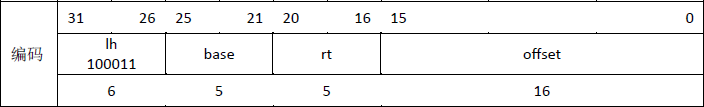 31 26 25 21 20 16 15 0
编码
lh
100011
base rt offset
6 5 5 16